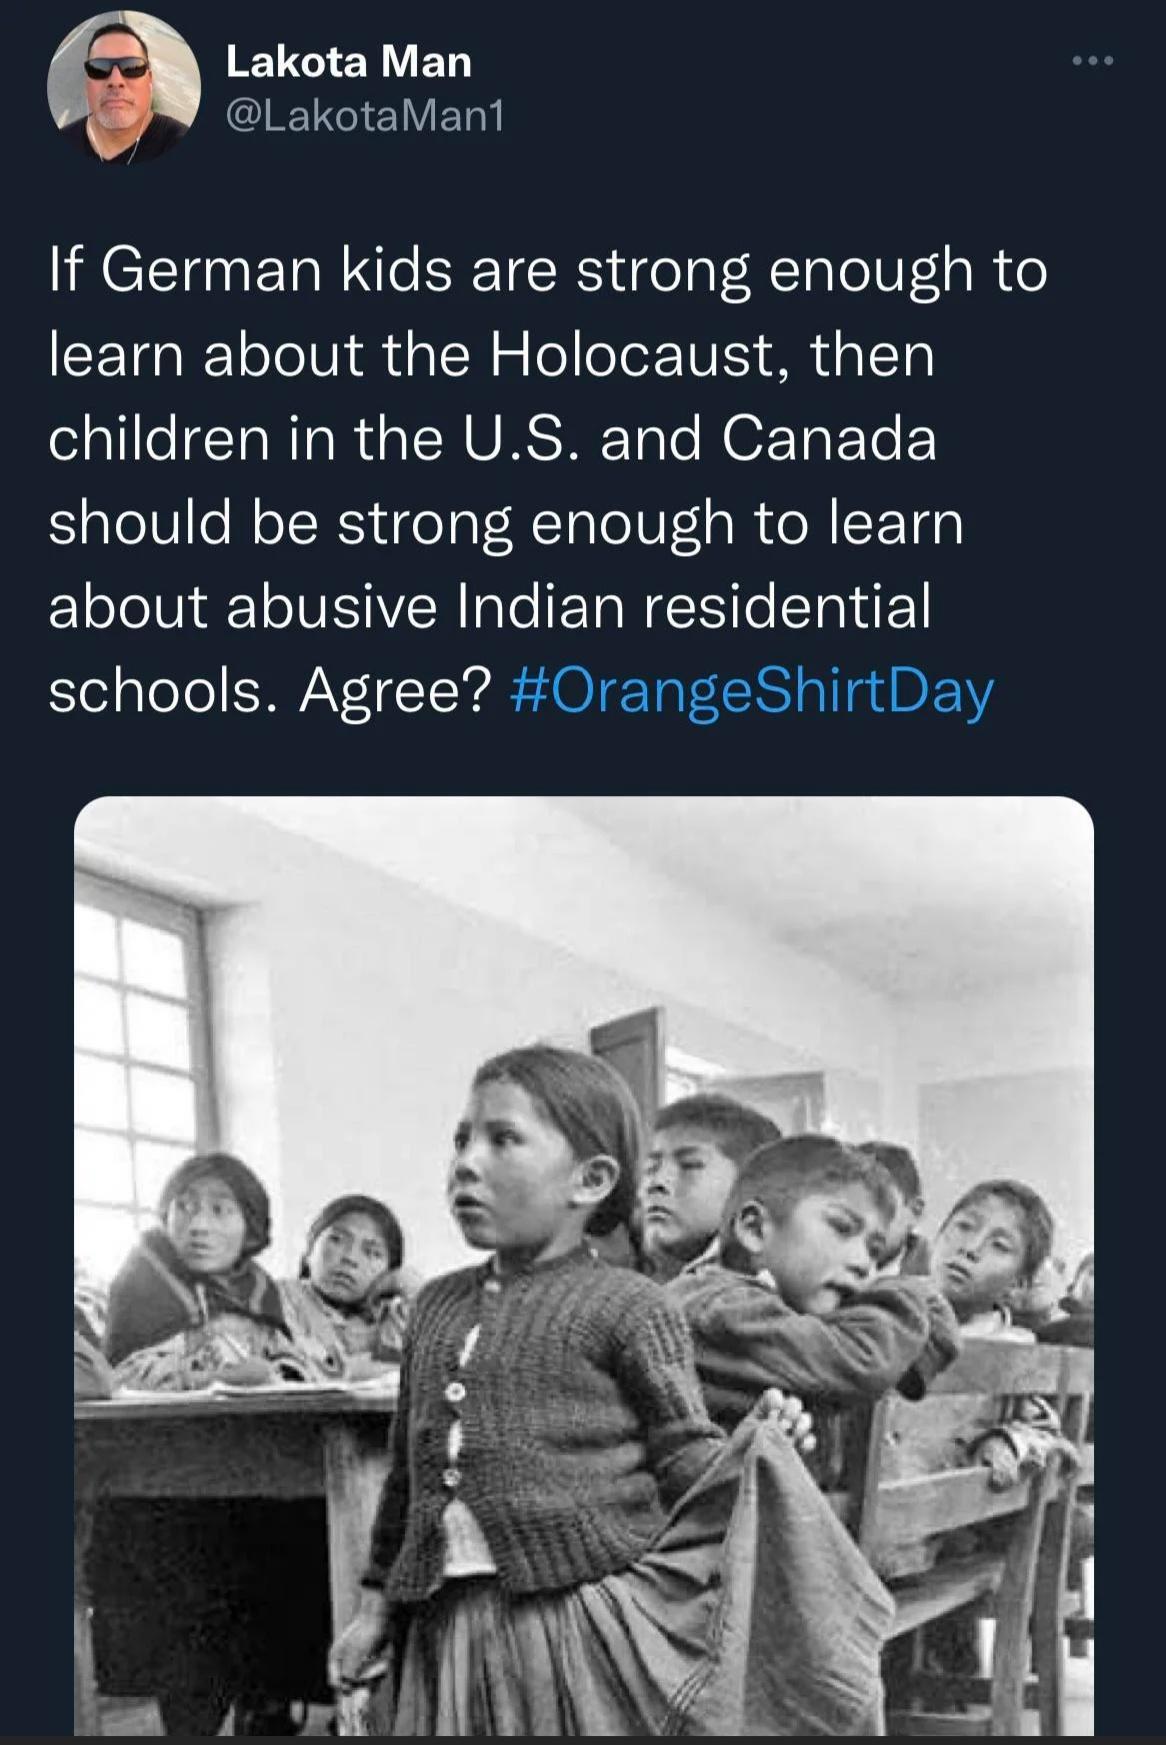 Lakota Man
@LakotaMan1
If German kids are strong enough to
learn about the Holocaust, then
children in the U.S. and Canada
should be strong enough to learn
about abusive Indian residential
schools. Agree? #OrangeShirtDay